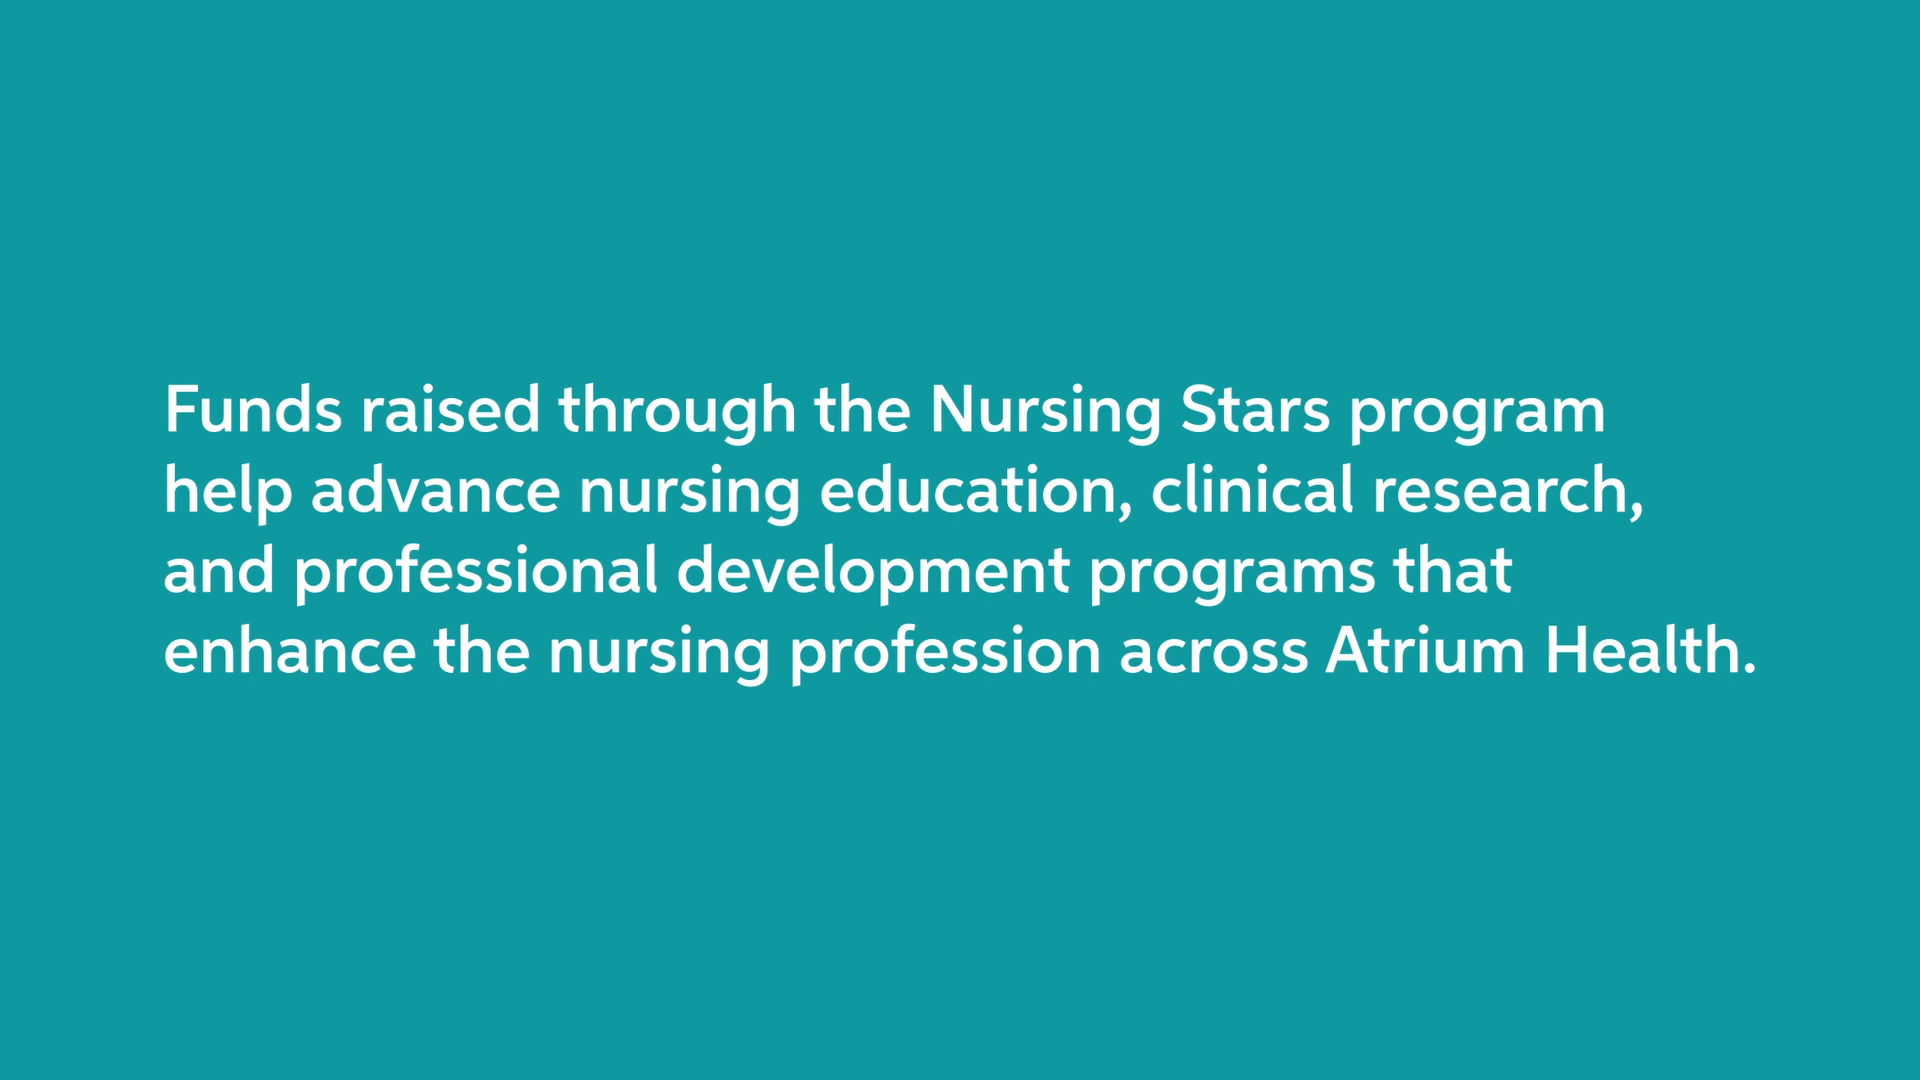 Funds raised through the Nursing Stars program
help advance nursing education, clinical research,
and professional development programs that
enhance the nursing profession across Atrium Health.